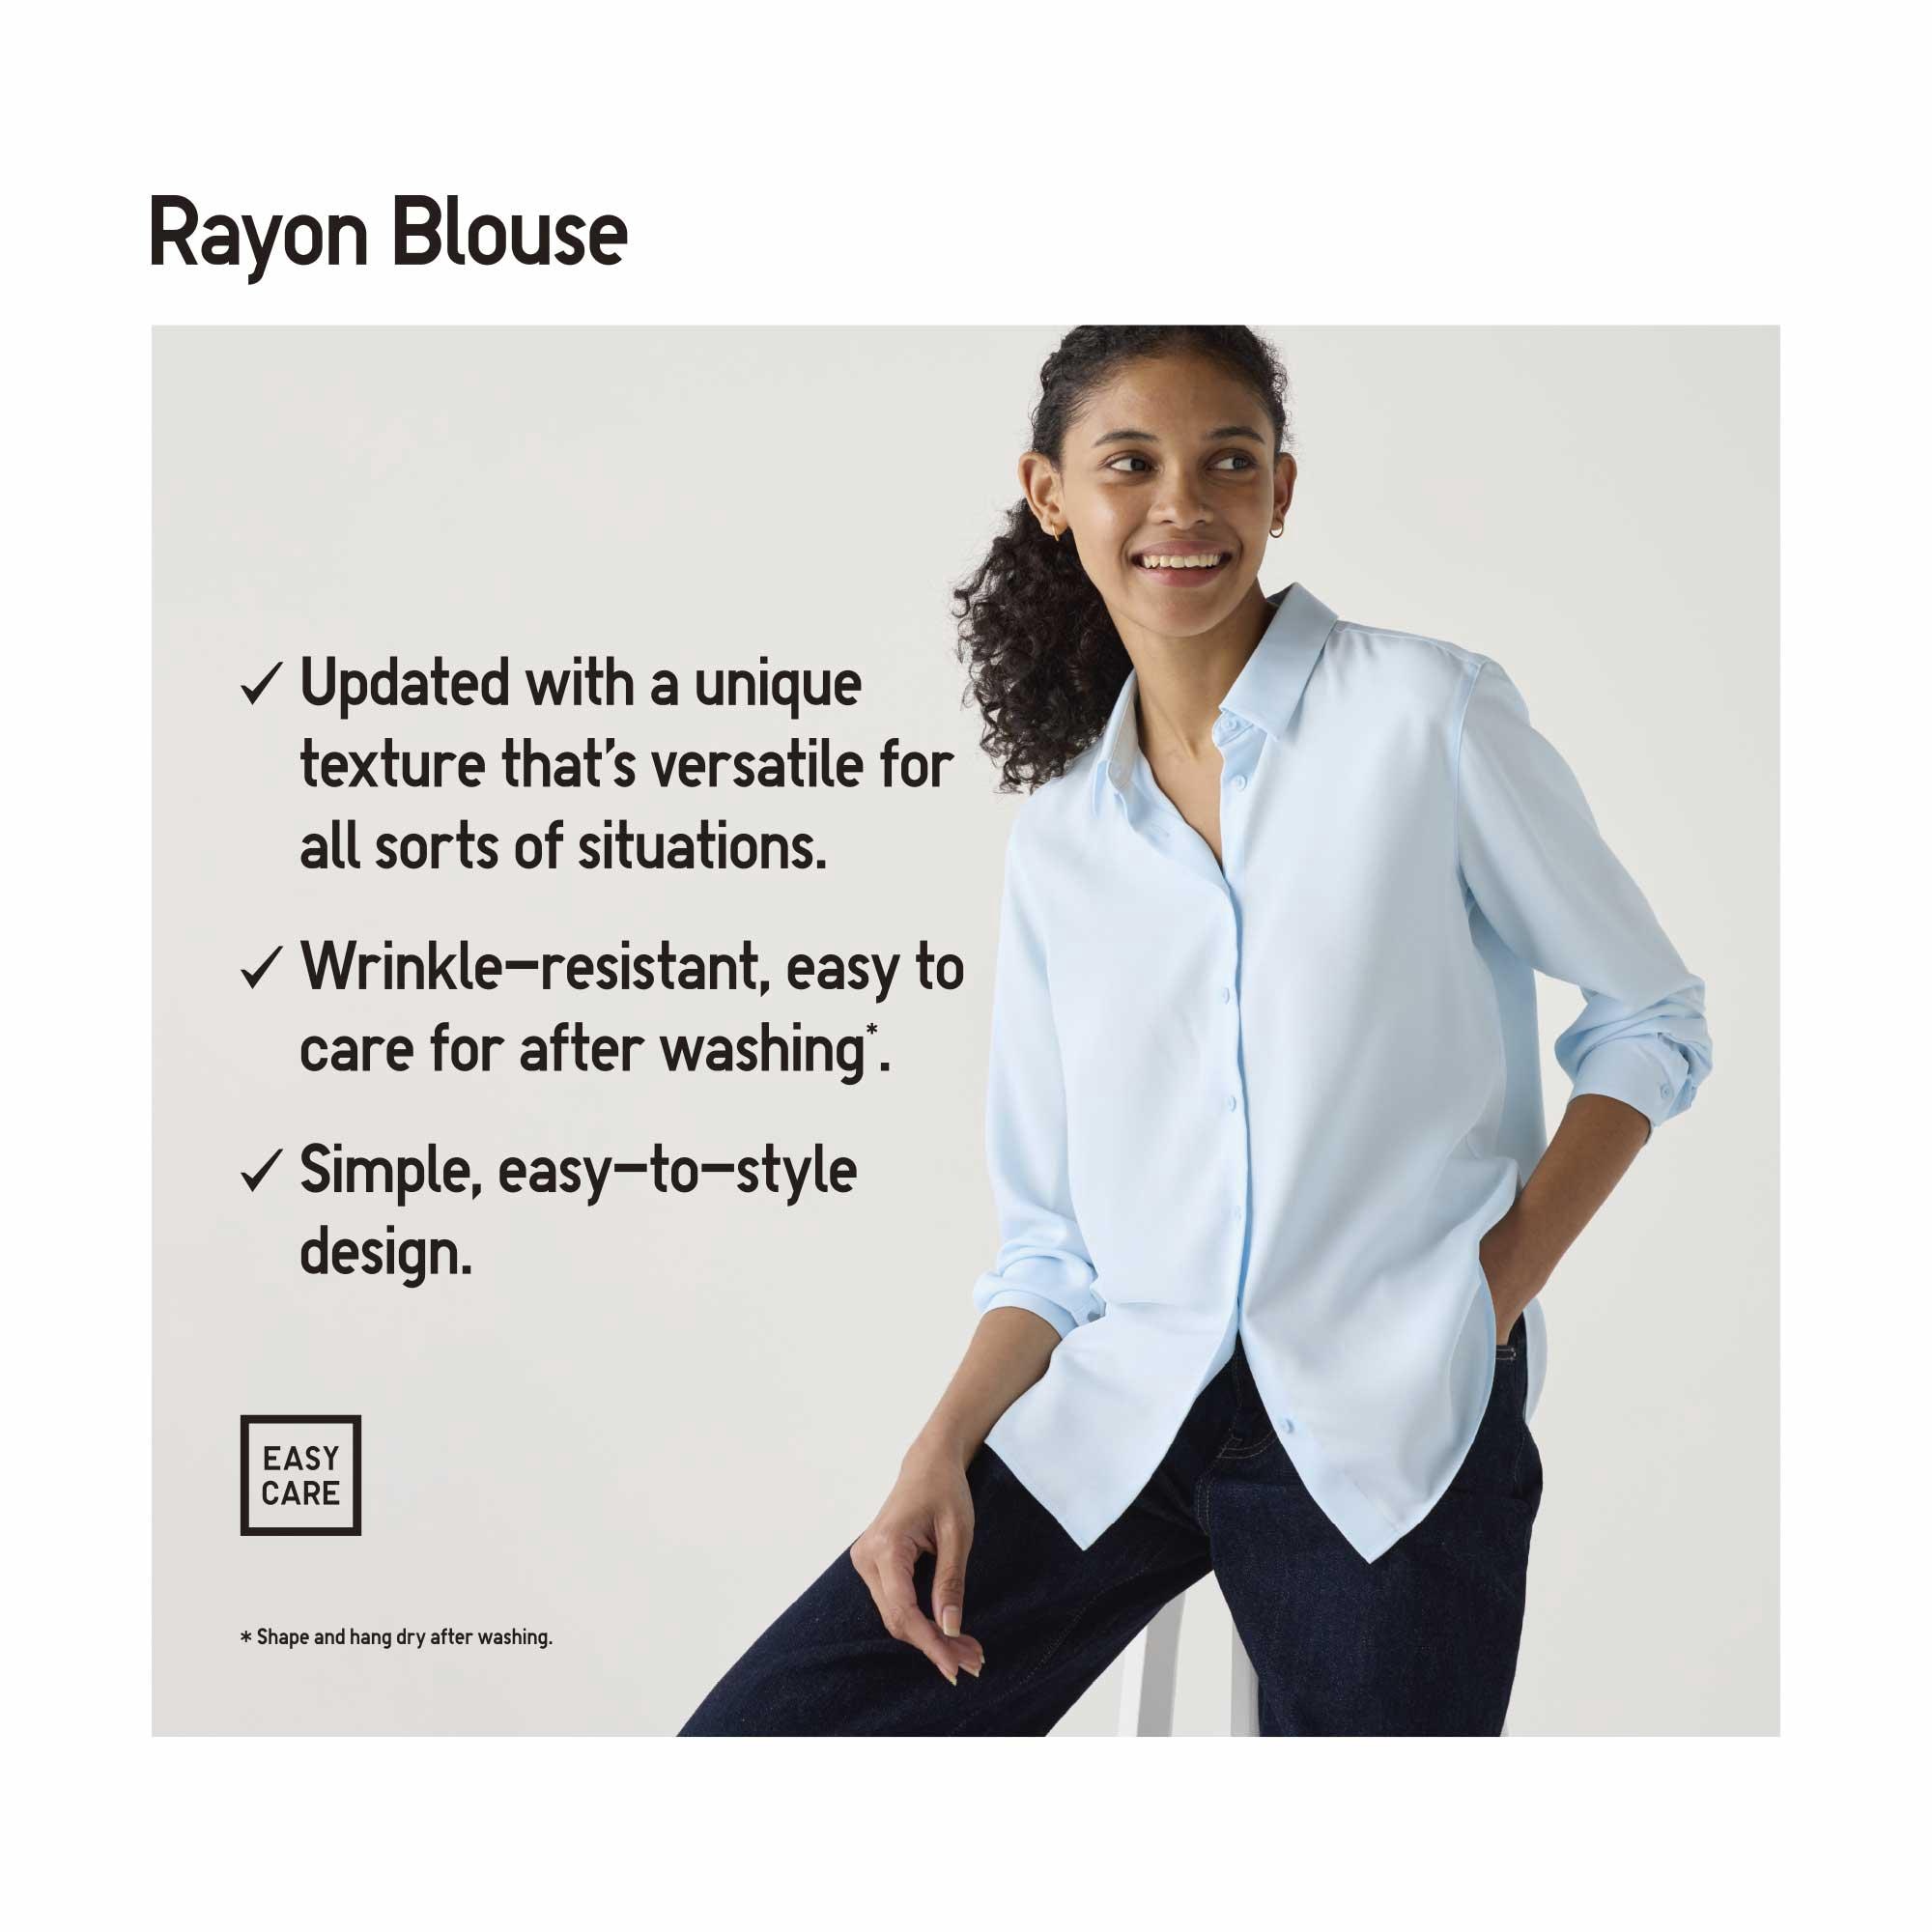 Rayon Blouse
✓ Updated with a unique
texture that’s versatile for
all sorts of situations.
✓ Wrinkle-resistant, easy to
care for after washing*.
✓ Simple, easy-to-style
design.
EASY
CARE
* Shape and hang dry after washing.